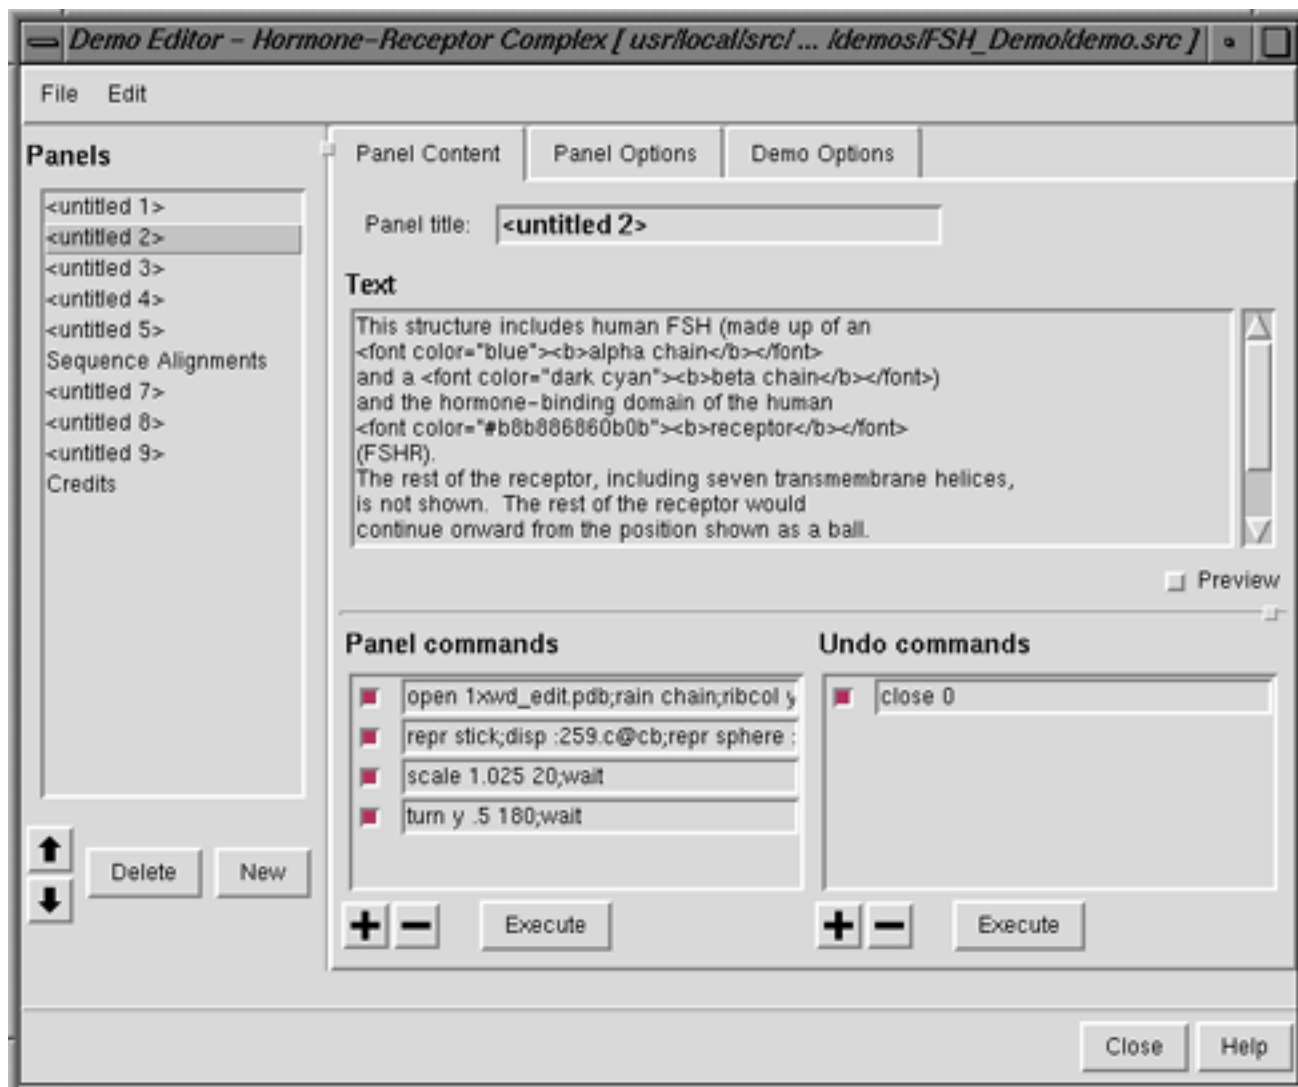 Demo Editor – Hormone–Receptor Complex [ usr/local/src/ ... /demos/FSH_Demo/demo.src ]
File Edit
Panels
<untitled 1>
<untitled 2>
<untitled 3>
<untitled 4>
<untitled 5>
Sequence Alignments
<untitled 7>
<untitled 8>
<untitled 9>
Credits
Delete New
Panel Content Panel Options Demo Options
Panel title: <untitled 2>
Text
This structure includes human FSH (made up of an
<font color="blue"><b>alpha chain</b></font>
and a <font color="dark cyan"><b>beta chain</b></font>)
and the hormone-binding domain of the human
<font color="#b8b886860b0b"><b>receptor</b></font>
(FSHR).
The rest of the receptor, including seven transmembrane helices,
is not shown.  The rest of the receptor would
continue onward from the position shown as a ball.
Preview
Panel commands
open 1xwd_edit.pdb;rain chain;ribcol y
repr stick;disp :259.c@cb;repr sphere :
scale 1.025 20;wait
turn y .5 180;wait
Execute
Undo commands
close 0
Execute
Close Help